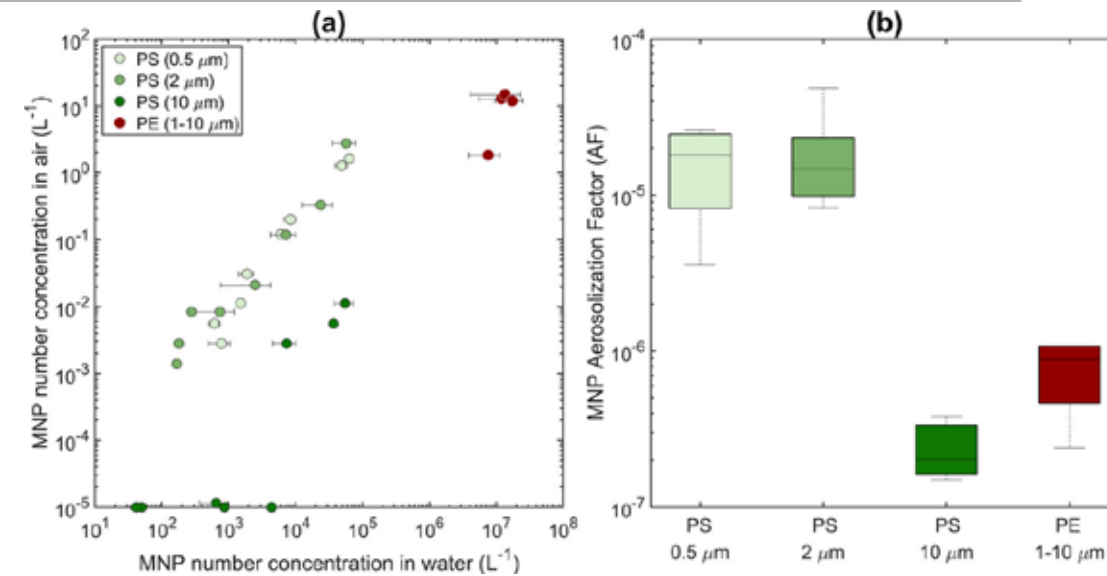 (a)
(b)
10^2
10^1
10^0
10^-1
10^-2
10^-3
10^-4
10^-5
MNP number concentration in air (L^-1)
PS (0.5 μm)
PS (2 μm)
PS (10 μm)
PE (1-10 μm)
10^1 10^2 10^3 10^4 10^5 10^6 10^7 10^8
MNP number concentration in water (L^-1)
10^-4
10^-5
10^-6
10^-7
MNP Aerosolization Factor (AF)
PS PS PS PE
0.5 μm 2 μm 10 μm 1-10 μm